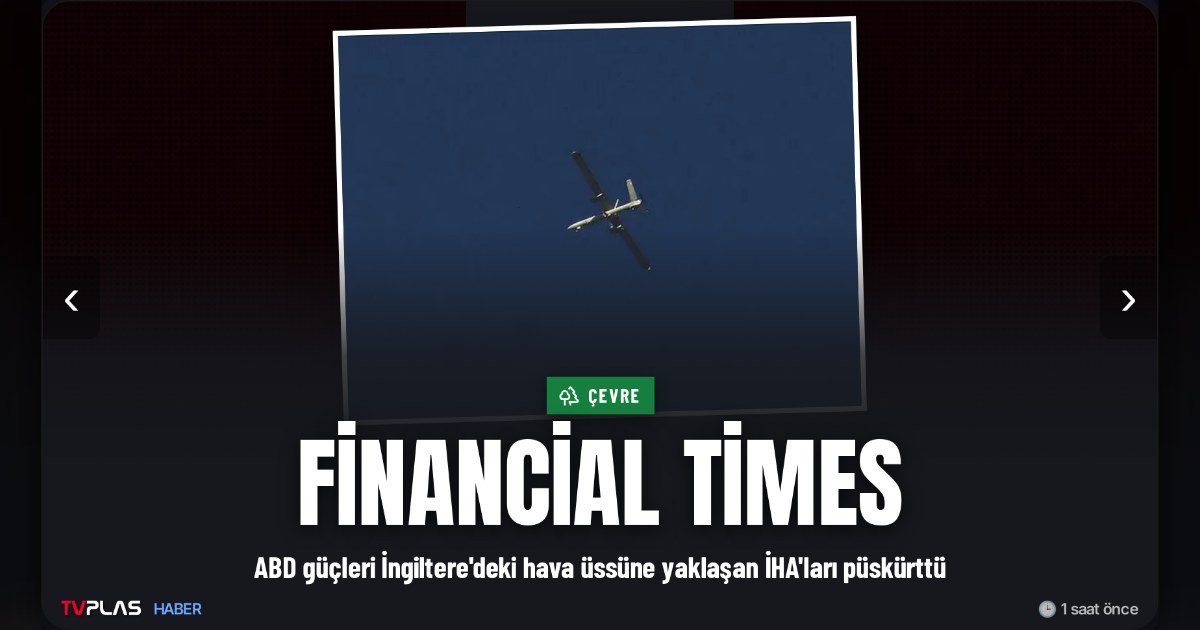 ÇEVRE
FİNANCİAL TİMES
ABD güçleri İngiltere'deki hava üssüne yaklaşan İHA'ları püskürttü
TVPLAS HABER
1 saat önce